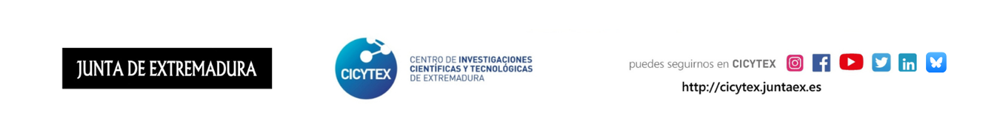 JUNTA DE EXTREMADURA
CICYTEX
CENTRO DE INVESTIGACIONES
CIENTÍFICAS Y TECNOLÓGICAS
DE EXTREMADURA
puedes seguirnos en CICYTEX
http://cicytex.juntaex.es